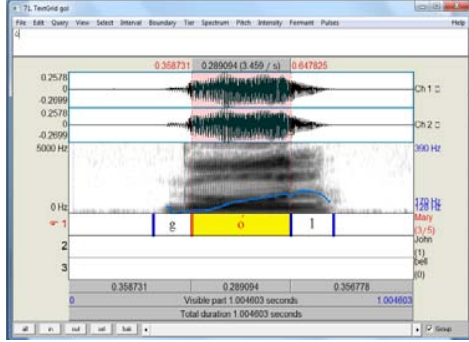 71. TextGrid goi
File Edit Query View Select Interval Boundary Tier Spectrum Pitch Intensity Formant Pulses Help
0.358731 0.289094 (3.459 / s) 0.647825
0.2578
0
-0.2699
Ch 1
0.2578
0
-0.2699
Ch 2
5000 Hz 390 Hz
0 Hz
1 g ô l Mary
(3/5)
2 John
(1)
3 bell
(0)
0.358731 0.289094 0.356778
0 Visible part 1.004603 seconds 1.004603
Total duration 1.004603 seconds
all in out sel bak Group